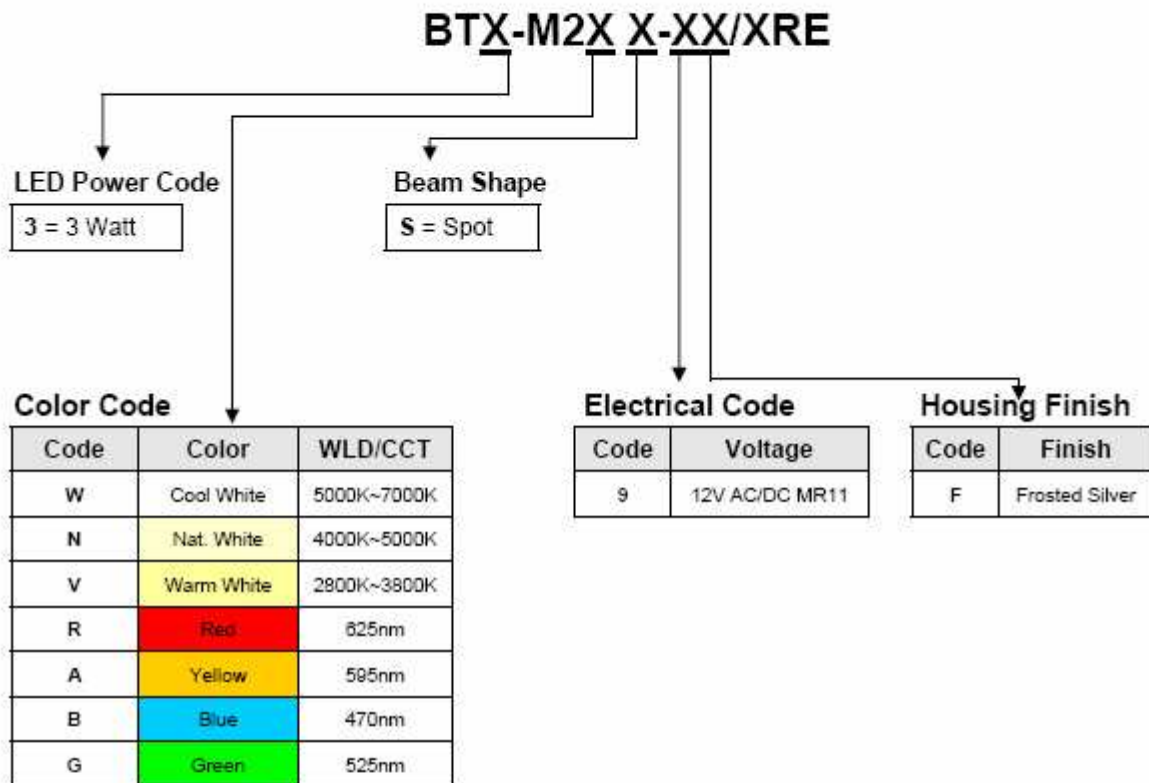 BTX-M2X X-XX/XRE
LED Power Code
3 = 3 Watt
Beam Shape
S = Spot
Color Code
Code Color WLD/CCT
W Cool White 5000K~7000K
N Nat. White 4000K~5000K
V Warm White 2800K~3800K
R Red 625nm
A Yellow 595nm
B Blue 470nm
G Green 525nm
Electrical Code
Code Voltage
9 12V AC/DC MR11
Housing Finish
Code Finish
F Frosted Silver